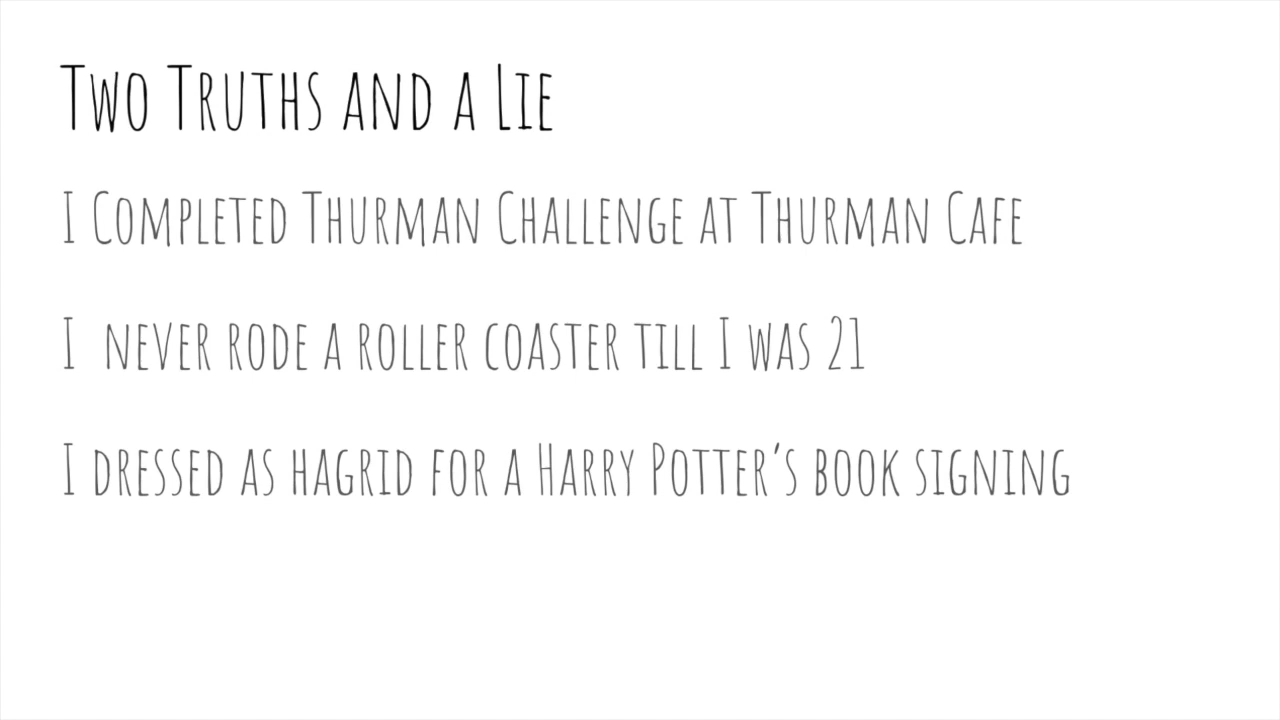 Two Truths and a Lie
I Completed Thurman Challenge at Thurman Cafe
I never rode a roller coaster till I was 21
I dressed as hagrid for a Harry Potter's book signing